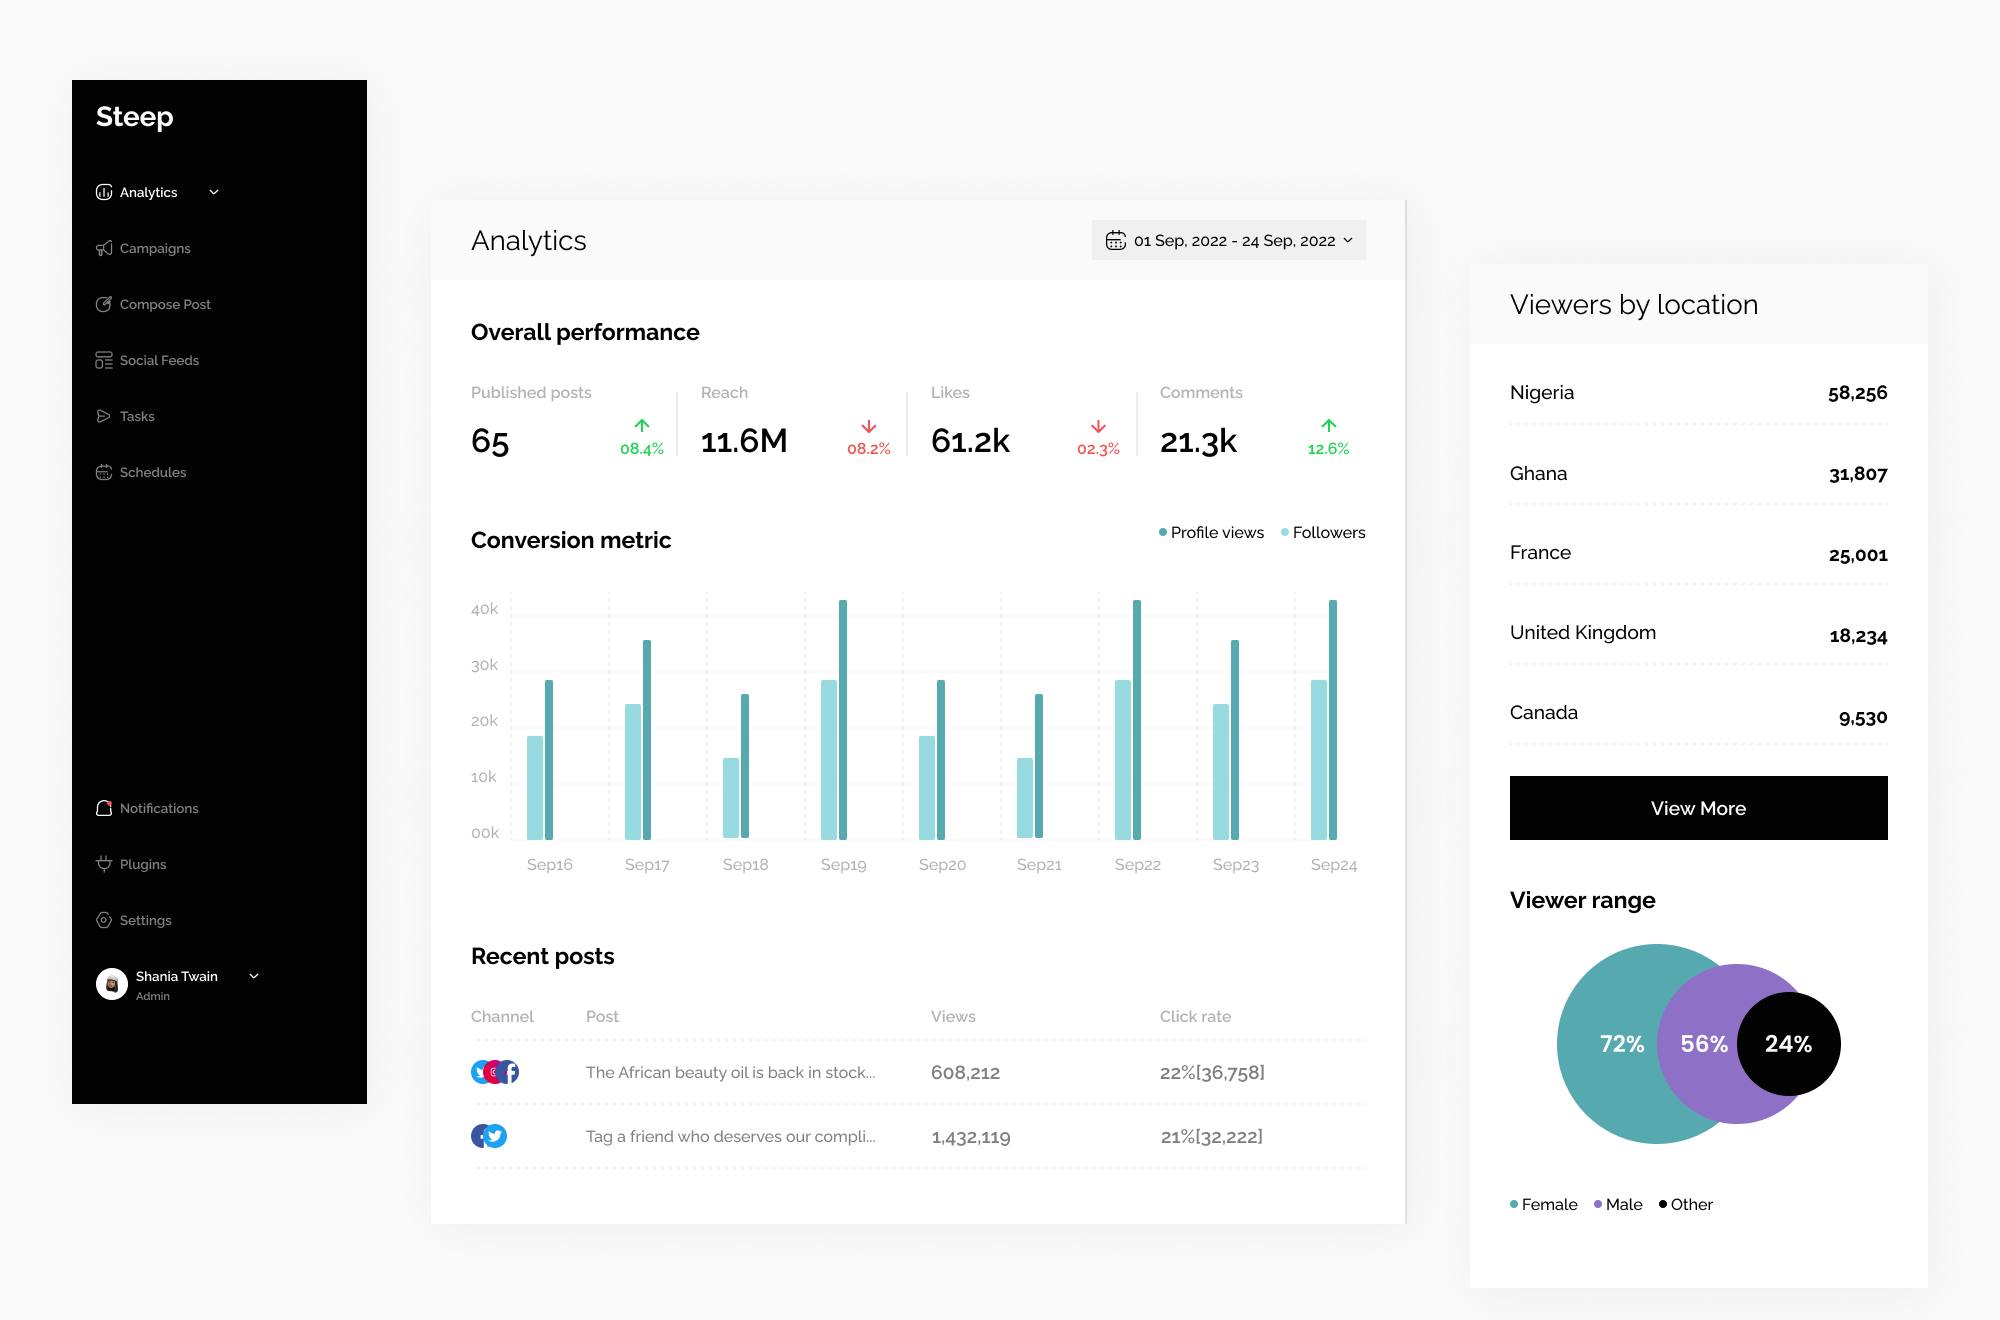 Steep
Analytics
Campaigns
Compose Post
Social Feeds
Tasks
Schedules
Notifications
Plugins
Settings
Shania Twain
Admin
Analytics
01 Sep, 2022 - 24 Sep, 2022
Overall performance
Published posts
65
08.4%
Reach
11.6M
08.2%
Likes
61.2k
02.3%
Comments
21.3k
12.6%
Conversion metric
Profile views
Followers
40k
30k
20k
10k
00k
Sep16
Sep17
Sep18
Sep19
Sep20
Sep21
Sep22
Sep23
Sep24
Recent posts
Channel Post Views Click rate
The African beauty oil is back in stock... 608,212 22%[36,758]
Tag a friend who deserves our compli... 1,432,119 21%[32,222]
Viewers by location
Nigeria 58,256
Ghana 31,807
France 25,001
United Kingdom 18,234
Canada 9,530
View More
Viewer range
72%
56%
24%
Female
Male
Other